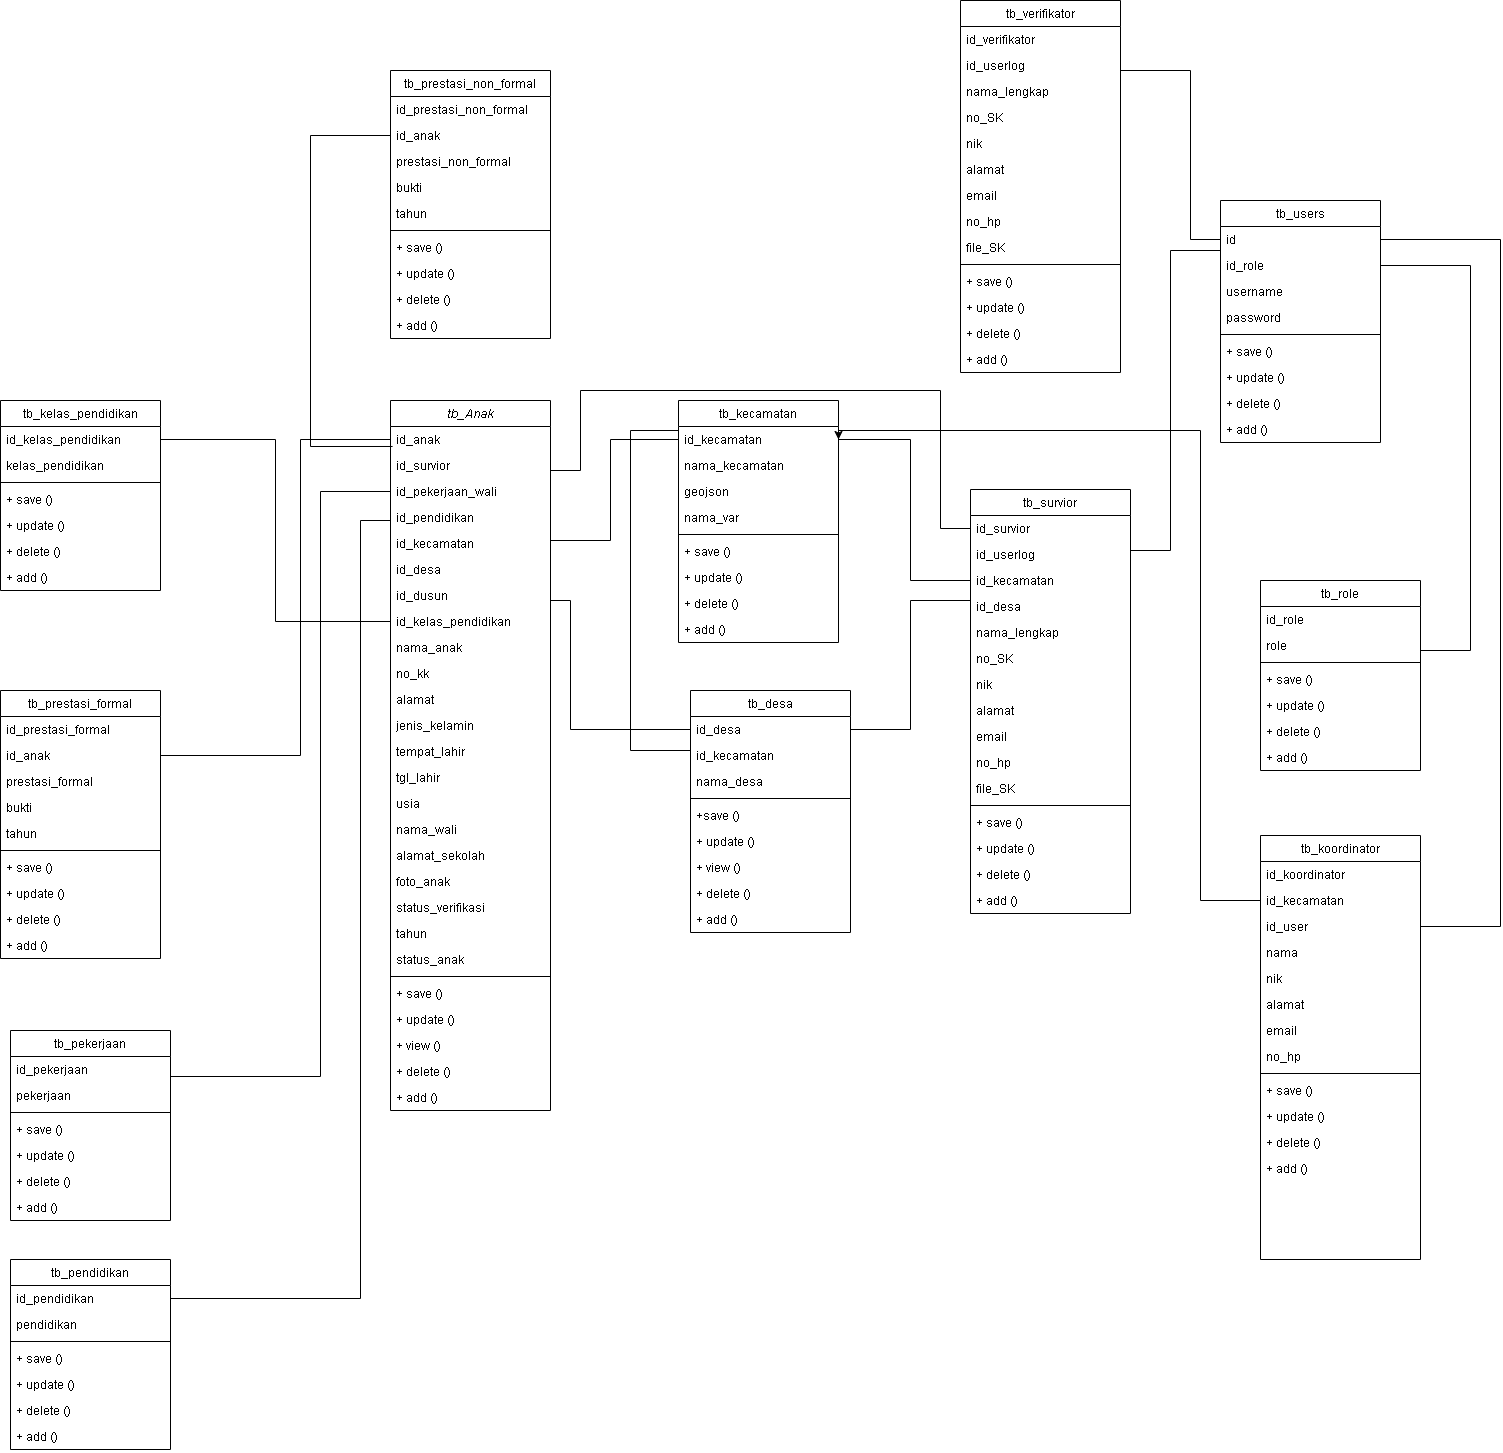 tb_verifikator
id_verifikator
id_userlog
nama_lengkap
no_SK
nik
alamat
email
no_hp
file_SK
+ save ()
+ update ()
+ delete ()
+ add ()
tb_prestasi_non_formal
id_prestasi_non_formal
id_anak
prestasi_non_formal
bukti
tahun
+ save ()
+ update ()
+ delete ()
+ add ()
tb_users
id
id_role
username
password
+ save ()
+ update ()
+ delete ()
+ add ()
tb_kelas_pendidikan
id_kelas_pendidikan
kelas_pendidikan
+ save ()
+ update ()
+ delete ()
+ add ()
tb_Anak
id_anak
id_survior
id_pekerjaan_wali
id_pendidikan
id_kecamatan
id_desa
id_dusun
id_kelas_pendidikan
nama_anak
no_kk
alamat
jenis_kelamin
tempat_lahir
tgl_lahir
usia
nama_wali
alamat_sekolah
foto_anak
status_verifikasi
tahun
status_anak
+ save ()
+ update ()
+ view ()
+ delete ()
+ add ()
tb_kecamatan
id_kecamatan
nama_kecamatan
geojson
nama_var
+ save ()
+ update ()
+ delete ()
+ add ()
tb_survior
id_survior
id_userlog
id_kecamatan
id_desa
nama_lengkap
no_SK
nik
alamat
email
no_hp
file_SK
+ save ()
+ update ()
+ delete ()
+ add ()
tb_role
id_role
role
+ save ()
+ update ()
+ delete ()
+ add ()
tb_prestasi_formal
id_prestasi_formal
id_anak
prestasi_formal
bukti
tahun
+ save ()
+ update ()
+ delete ()
+ add ()
tb_desa
id_desa
id_kecamatan
nama_desa
+save ()
+ update ()
+ view ()
+ delete ()
+ add ()
tb_koordinator
id_koordinator
id_kecamatan
id_user
nama
nik
alamat
email
no_hp
+ save ()
+ update ()
+ delete ()
+ add ()
tb_pekerjaan
id_pekerjaan
pekerjaan
+ save ()
+ update ()
+ delete ()
+ add ()
tb_pendidikan
id_pendidikan
pendidikan
+ save ()
+ update ()
+ delete ()
+ add ()